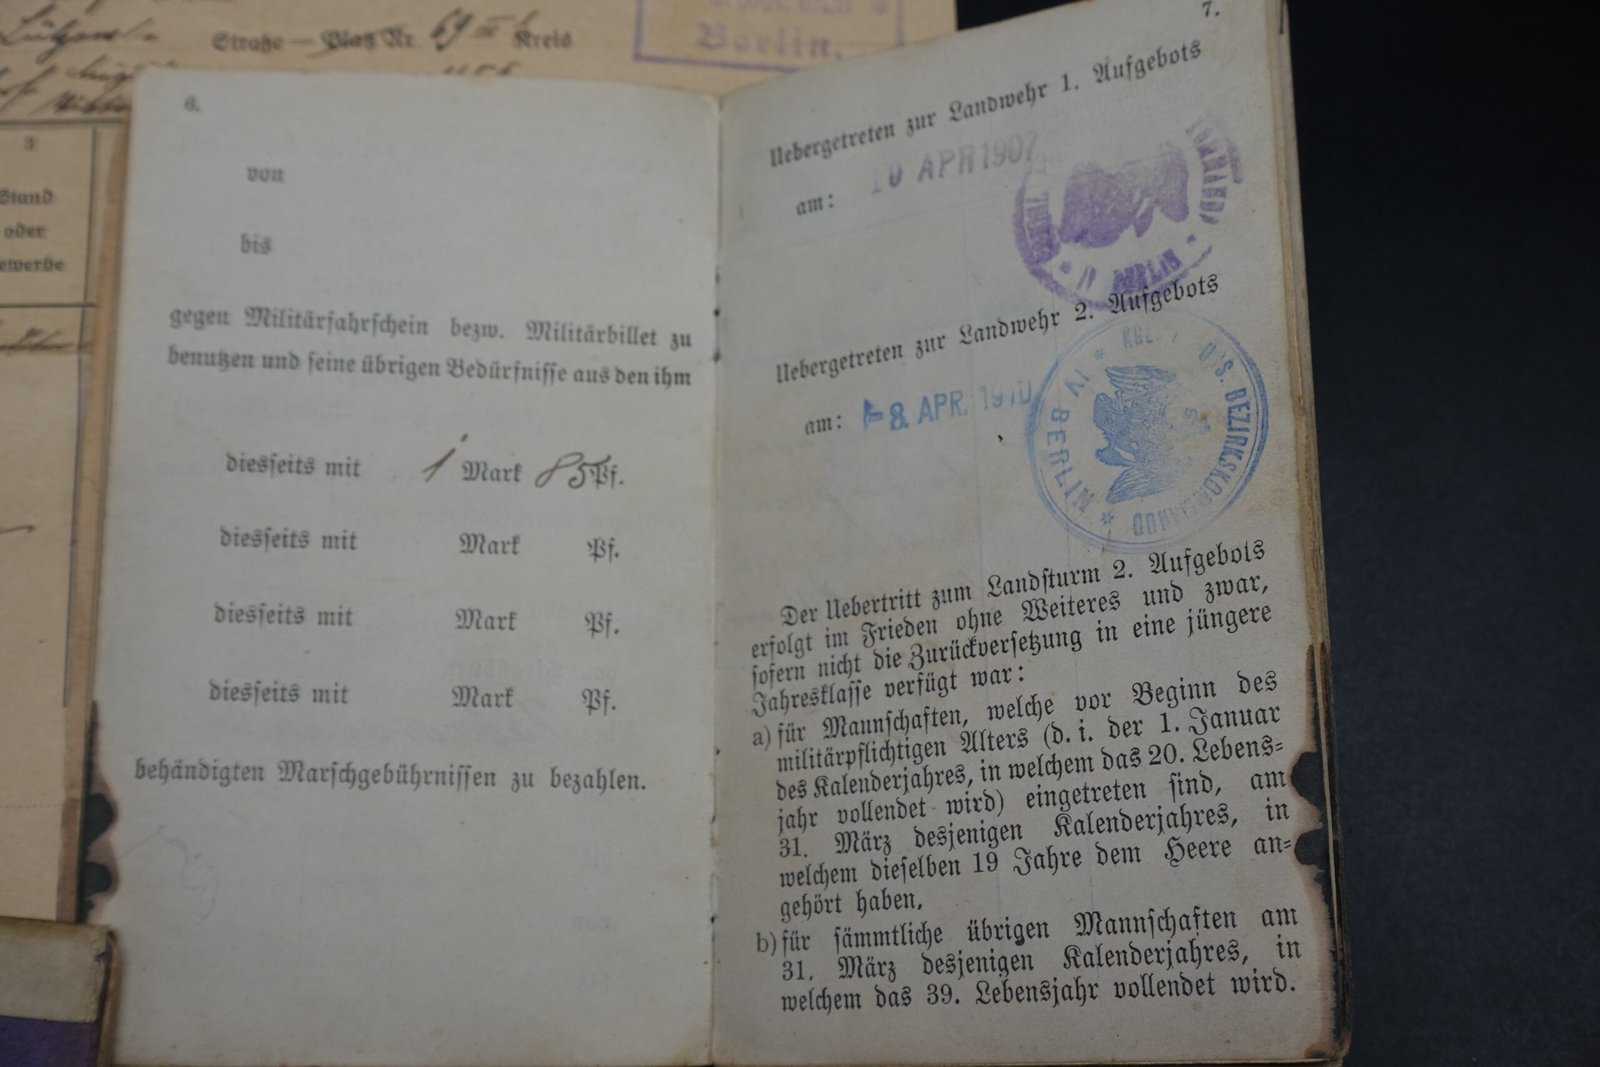 Straße — Platz Nr. 69 III Kreis
Berlin.
3
Stand
oder
ewerbe
6.
von
bis
gegen Militärfahrschein bezw. Militärbillet zu
benutzen und seine übrigen Bedürfnisse aus den ihm
diesseits mit 1 Mark 85 Pf.
diesseits mit Mark Pf.
diesseits mit Mark Pf.
diesseits mit Mark Pf.
behändigten Marschgebührnissen zu bezahlen.
7.
Uebergetreten zur Landwehr 1. Aufgebots
am: 10 APR 1907
BERLIN
Uebergetreten zur Landwehr 2. Aufgebots
am: -8. APR. 1910
BEZIRKSKOMMANDO * IV BERLIN *
Der Uebertritt zum Landsturm 2. Aufgebots
erfolgt im Frieden ohne Weiteres und zwar,
sofern nicht die Zurückversetzung in eine jüngere
Jahresklasse verfügt war:
a) für Mannschaften, welche vor Beginn des
militärpflichtigen Alters (d. i. der 1. Januar
des Kalenderjahres, in welchem das 20. Lebens=
jahr vollendet wird) eingetreten sind, am
31. März desjenigen Kalenderjahres, in
welchem dieselben 19 Jahre dem Heere an=
gehört haben,
b) für sämmtliche übrigen Mannschaften am
31. März desjenigen Kalenderjahres, in
welchem das 39. Lebensjahr vollendet wird.